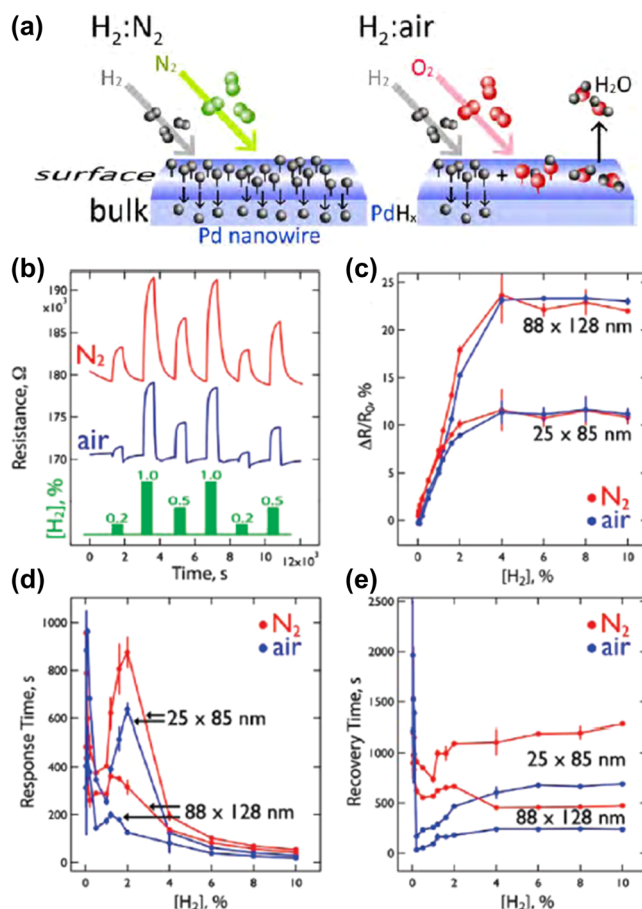 (a)
H₂:N₂
H₂:air
N₂
H₂
H₂
O₂
H₂O
surface
bulk
Pd nanowire
PdHₓ
+
(b)
190
×10³
185
180
175
170
Resistance, Ω
N₂
air
[H₂], %
0.2
1.0
0.5
1.0
0.2
0.5
0 2 4 6 8 10 12×10³
Time, s
(c)
25
20
15
10
5
0
ΔR/R₀, %
88 x 128 nm
25 x 85 nm
N₂
air
0 2 4 6 8 10
[H₂], %
(d)
1000
800
600
400
200
0
Response Time, s
N₂
air
25 x 85 nm
88 x 128 nm
0 2 4 6 8 10
[H₂], %
(e)
2500
2000
1500
1000
500
0
Recovery Time, s
N₂
air
25 x 85 nm
88 x 128 nm
0 2 4 6 8 10
[H₂], %